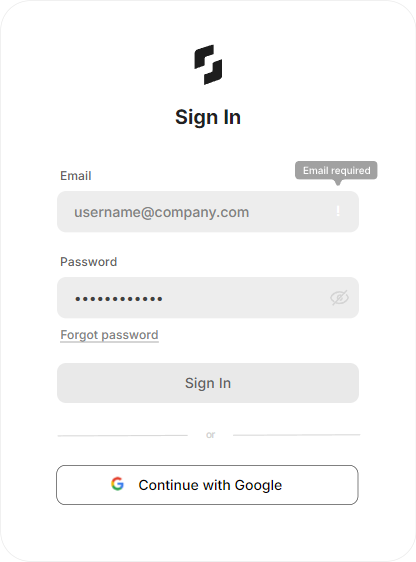 Sign In
Email
Email required
username@company.com
!
Password
••••••••••••
Forgot password
Sign In
or
Continue with Google